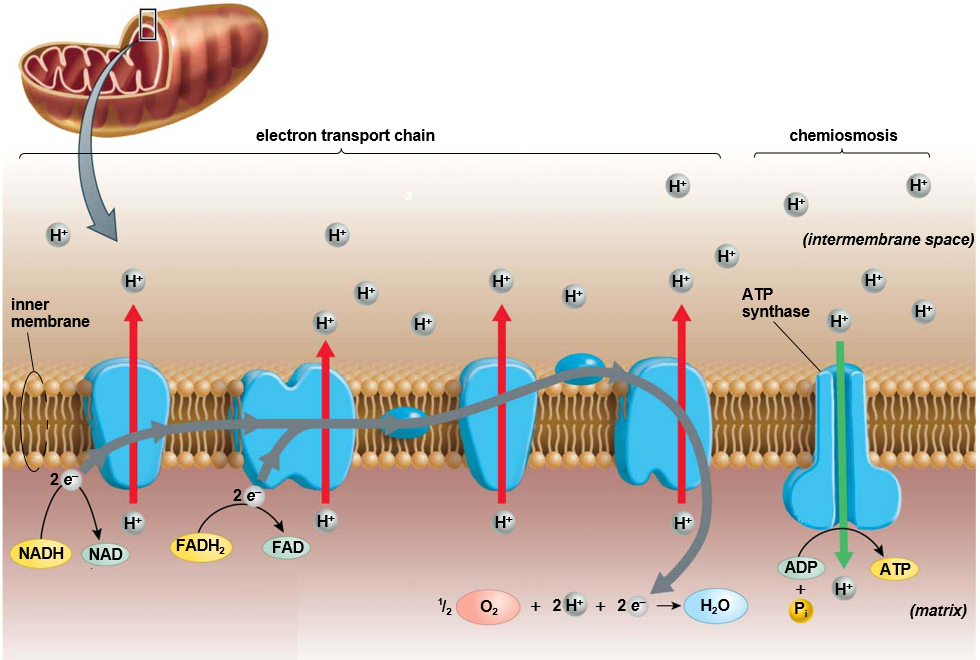 electron transport chain
chemiosmosis
H⁺
H⁺
H⁺
H⁺
H⁺
(intermembrane space)
H⁺
H⁺
H⁺
H⁺
H⁺
H⁺
H⁺
H⁺
inner
membrane
ATP
synthase
H⁺
H⁺
H⁺
H⁺
2 e⁻
2 e⁻
H⁺
H⁺
H⁺
H⁺
NADH
NAD
FADH₂
FAD
ADP
ATP
+
H⁺
Pᵢ
½ O₂ + 2 H⁺ + 2 e⁻ → H₂O
(matrix)